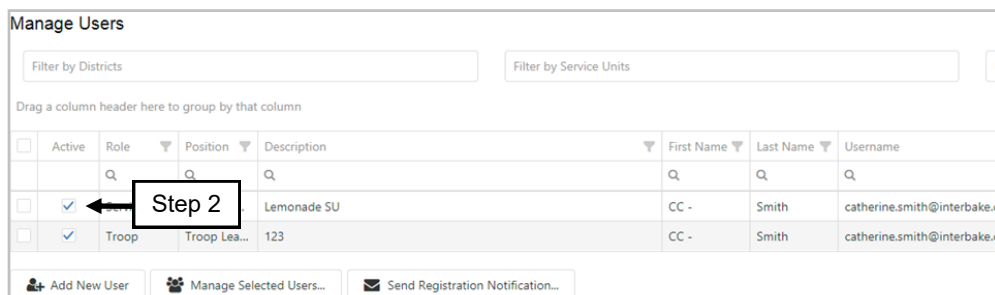 Manage Users
Filter by Districts Filter by Service Units
Drag a column header here to group by that column
Active Role Position Description First Name Last Name Username
Step 2 Lemonade SU CC - Smith catherine.smith@interbake.
Troop Troop Lea... 123 CC - Smith catherine.smith@interbake.
Add New User Manage Selected Users... Send Registration Notification...